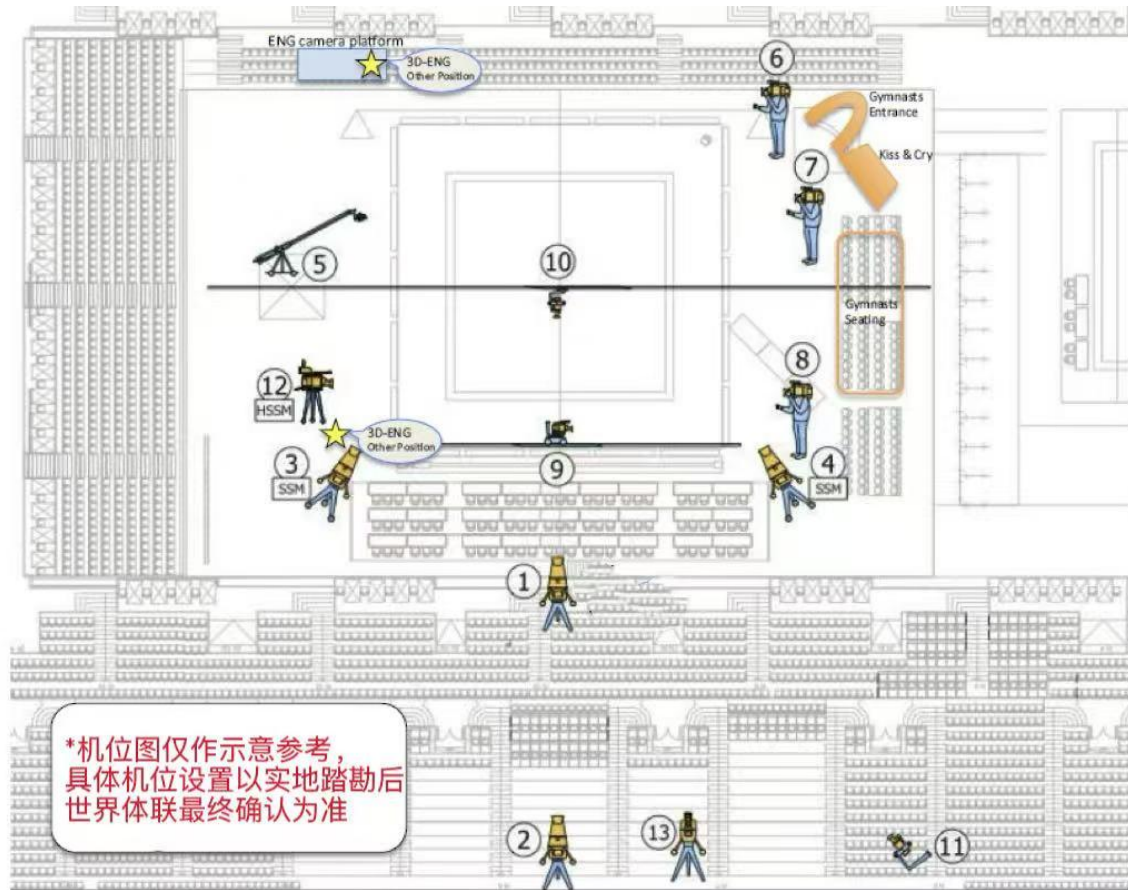 ENG camera platform
3D-ENG
Other Position
6
Gymnasts
Entrance
Kiss & Cry
7
5
10
Gymnasts
Seating
8
12
HSSM
3D-ENG
Other Position
3
SSM
9
4
SSM
1
*机位图仅作示意参考，
具体机位设置以实地踏勘后
世界体联最终确认为准
2
13
11